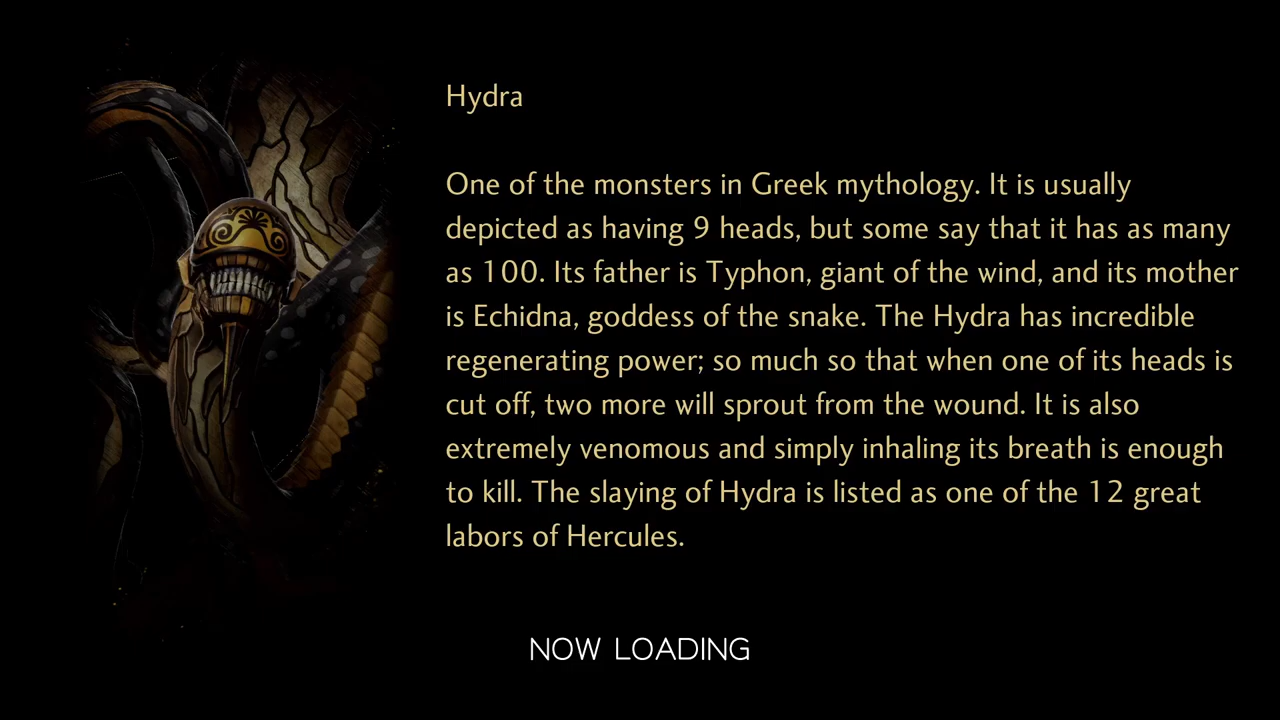 Hydra
One of the monsters in Greek mythology. It is usually
depicted as having 9 heads, but some say that it has as many
as 100. Its father is Typhon, giant of the wind, and its mother
is Echidna, goddess of the snake. The Hydra has incredible
regenerating power; so much so that when one of its heads is
cut off, two more will sprout from the wound. It is also
extremely venomous and simply inhaling its breath is enough
to kill. The slaying of Hydra is listed as one of the 12 great
labors of Hercules.
NOW LOADING